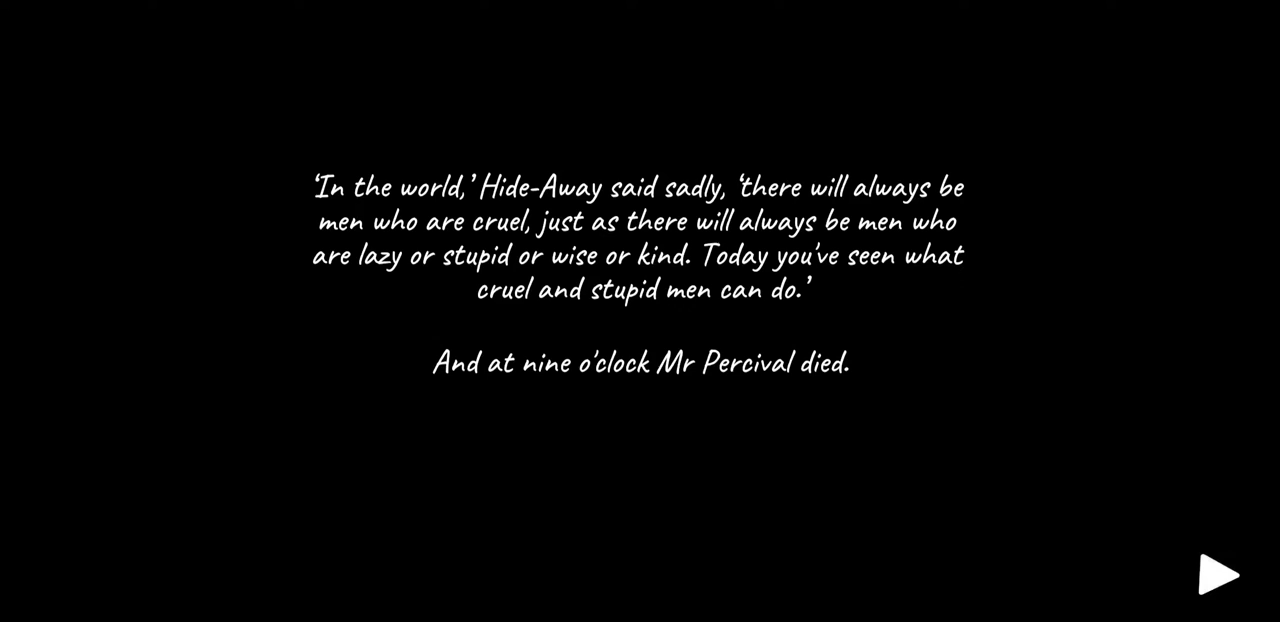 ‘In the world,’ Hide-Away said sadly, ‘there will always be
men who are cruel, just as there will always be men who
are lazy or stupid or wise or kind. Today you've seen what
cruel and stupid men can do.’
And at nine o'clock Mr Percival died.